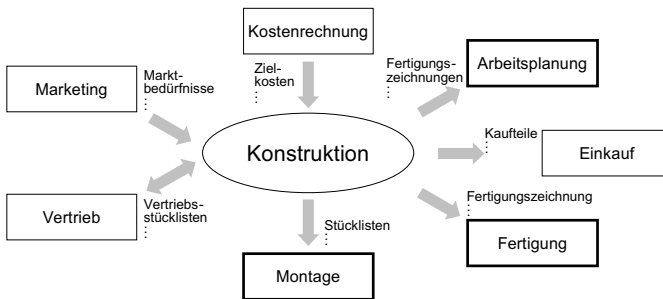 Kostenrechnung
Ziel-
kosten
⋮
Fertigungs-
zeichnungen
⋮
Arbeitsplanung
Marketing
Markt-
bedürfnisse
⋮
Konstruktion
Kaufteile
⋮
Einkauf
Vertrieb
Vertriebs-
stücklisten
⋮
Stücklisten
⋮
Montage
Fertigungszeichnung
⋮
Fertigung